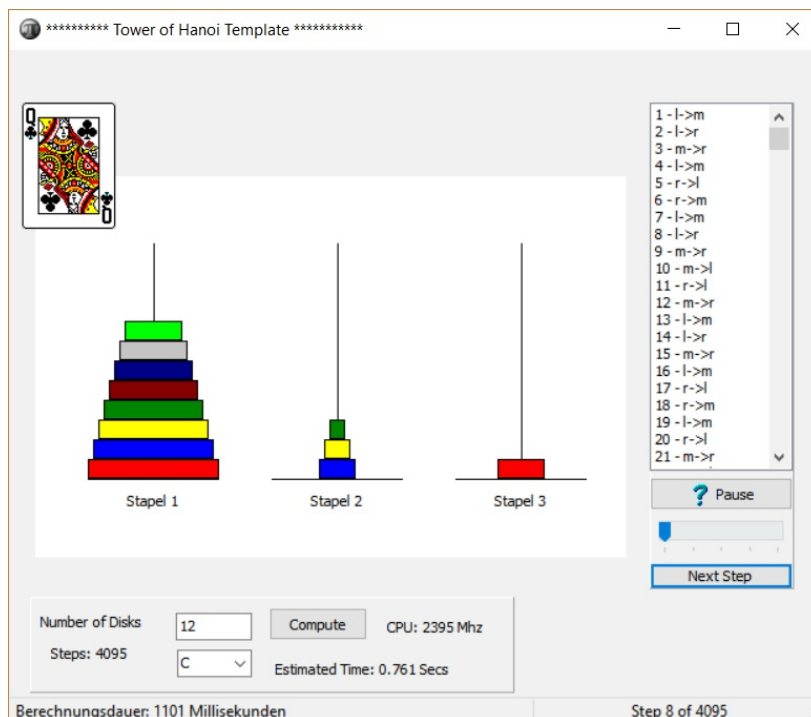 ********** Tower of Hanoi Template ***********
Q
Q
1 - l->m
2 - l->r
3 - m->r
4 - l->m
5 - r->l
6 - r->m
7 - l->m
8 - l->r
9 - m->r
10 - m->l
11 - r->l
12 - m->r
13 - l->m
14 - l->r
15 - m->r
16 - l->m
17 - r->l
18 - r->m
19 - l->m
20 - r->l
21 - m->r
Stapel 1 Stapel 2 Stapel 3
? Pause
Next Step
Number of Disks 12 Compute CPU: 2395 Mhz
Steps: 4095 C Estimated Time: 0.761 Secs
Berechnungsdauer: 1101 Millisekunden Step 8 of 4095